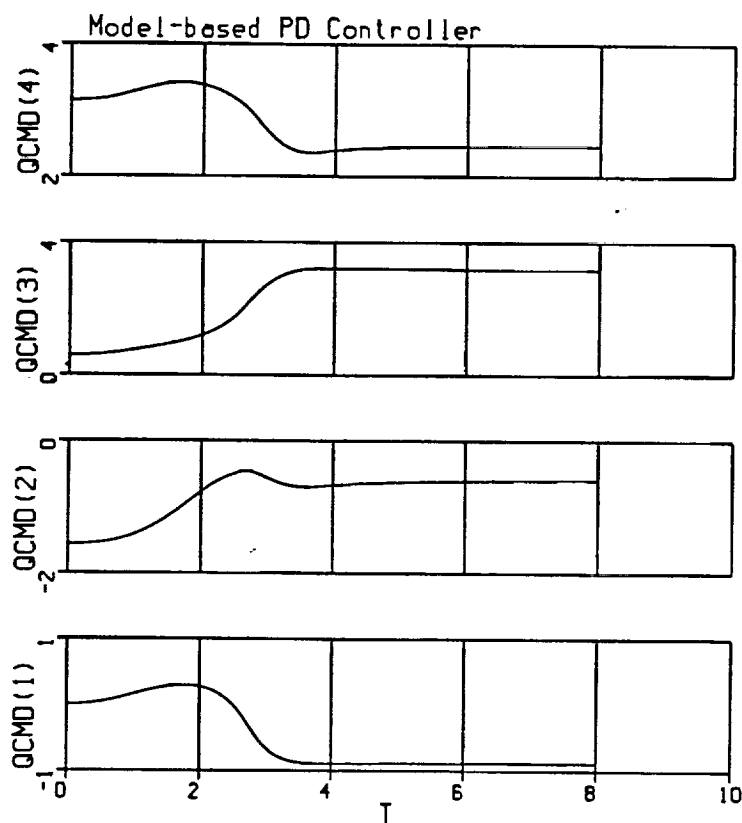 Model-based PD Controller
4
QCMD(4)
2
4
QCMD(3)
0
0
QCMD(2)
-2
1
QCMD(1)
-1
0 2 4 6 8 10
T